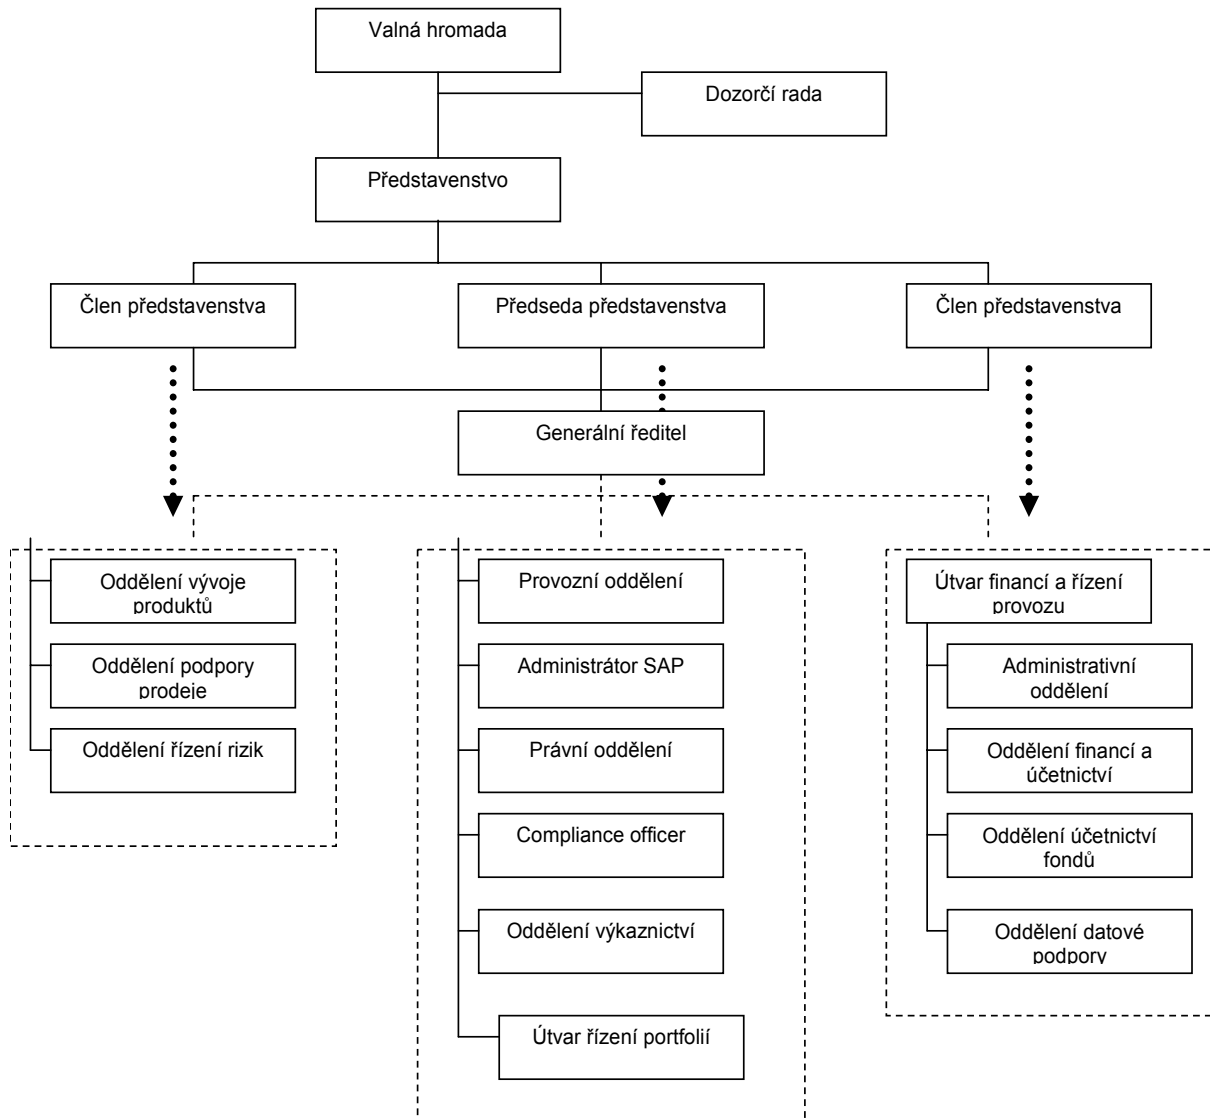 Valná hromada
Dozorčí rada
Představenstvo
Člen představenstva
Předseda představenstva
Člen představenstva
Generální ředitel
Oddělení vývoje
produktů
Oddělení podpory
prodeje
Oddělení řízení rizik
Provozní oddělení
Administrátor SAP
Právní oddělení
Compliance officer
Oddělení výkaznictví
Útvar řízení portfolií
Útvar financí a řízení
provozu
Administrativní
oddělení
Oddělení financí a
účetnictví
Oddělení účetnictví
fondů
Oddělení datové
podpory